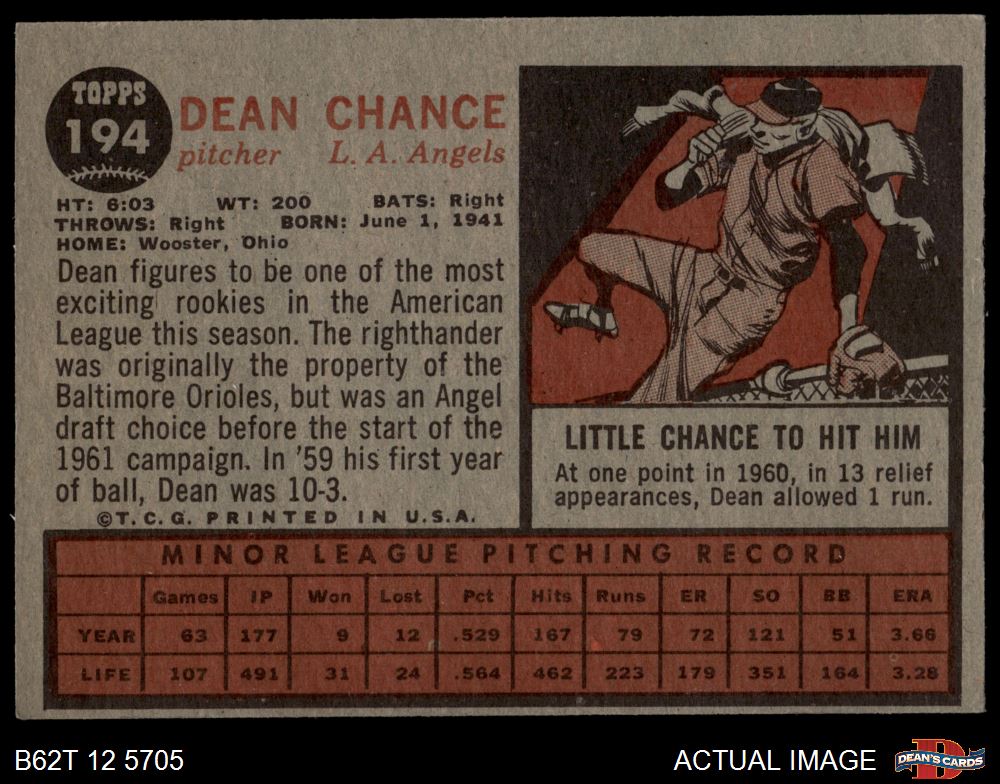 TOPPS
194
DEAN CHANCE
pitcher L. A. Angels
HT: 6:03 WT: 200 BATS: Right
THROWS: Right BORN: June 1, 1941
HOME: Wooster, Ohio
Dean figures to be one of the most
exciting rookies in the American
League this season. The righthander
was originally the property of the
Baltimore Orioles, but was an Angel
draft choice before the start of the
1961 campaign. In '59 his first year
of ball, Dean was 10-3.
©T.C.G. PRINTED IN U.S.A.
LITTLE CHANCE TO HIT HIM
At one point in 1960, in 13 relief
appearances, Dean allowed 1 run.
MINOR LEAGUE PITCHING RECORD
Games IP Won Lost Pct Hits Runs ER SO BB ERA
YEAR 63 177 9 12 .529 167 79 72 121 51 3.66
LIFE 107 491 31 24 .564 462 223 179 351 164 3.28
B62T 12 5705 ACTUAL IMAGE
D
DEAN'S CARDS